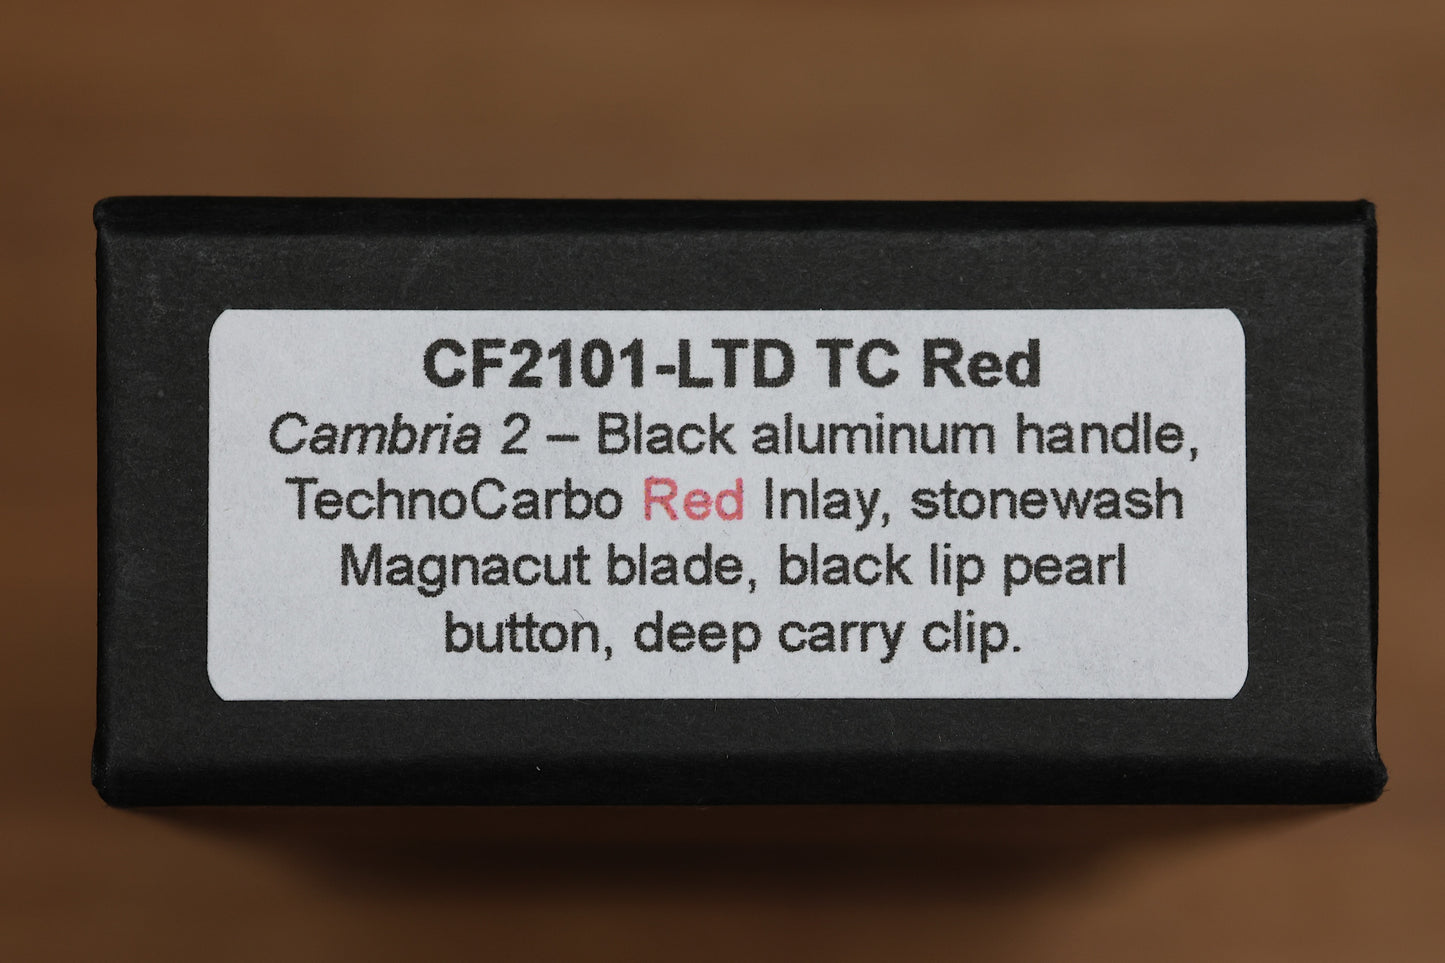 CF2101-LTD TC Red
Cambria 2 – Black aluminum handle,
TechnoCarbo Red Inlay, stonewash
Magnacut blade, black lip pearl
button, deep carry clip.